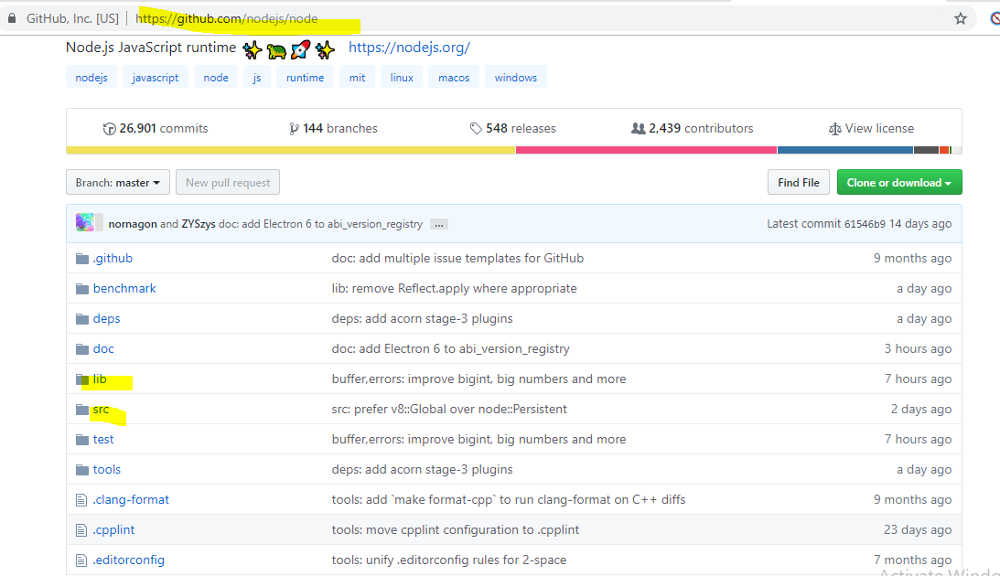 GitHub, Inc. [US] | https://github.com/nodejs/node
Node.js JavaScript runtime ✨🐢🚀✨ https://nodejs.org/
nodejs javascript node js runtime mit linux macos windows
26,901 commits 144 branches 548 releases 2,439 contributors View license
Branch: master New pull request Find File Clone or download
nornagon and ZYSzys doc: add Electron 6 to abi_version_registry ... Latest commit 61546b9 14 days ago
.github doc: add multiple issue templates for GitHub 9 months ago
benchmark lib: remove Reflect.apply where appropriate a day ago
deps deps: add acorn stage-3 plugins a day ago
doc doc: add Electron 6 to abi_version_registry 3 hours ago
lib buffer,errors: improve bigint, big numbers and more 7 hours ago
src src: prefer v8::Global over node::Persistent 2 days ago
test buffer,errors: improve bigint, big numbers and more 7 hours ago
tools deps: add acorn stage-3 plugins a day ago
.clang-format tools: add `make format-cpp` to run clang-format on C++ diffs 9 months ago
.cpplint tools: move cpplint configuration to .cpplint 23 days ago
.editorconfig tools: unify .editorconfig rules for 2-space 7 months ago